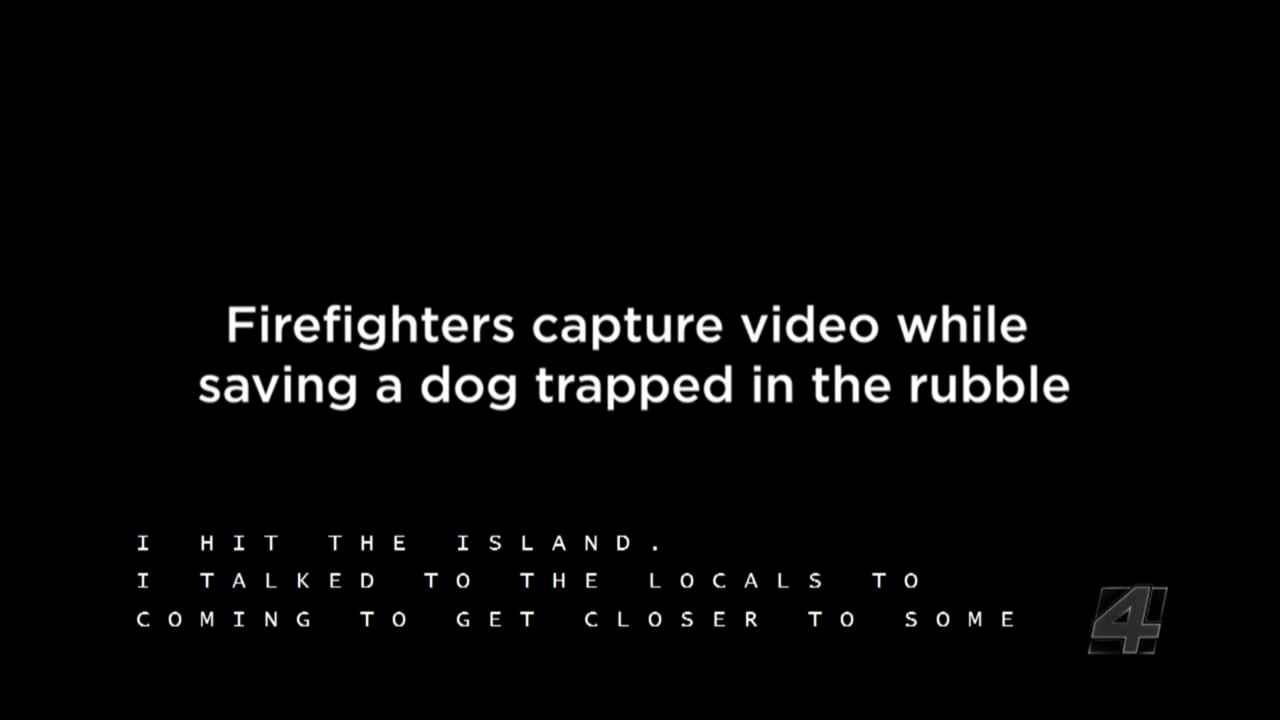 Firefighters capture video while
saving a dog trapped in the rubble
I HIT THE ISLAND.
I TALKED TO THE LOCALS TO
COMING TO GET CLOSER TO SOME
4